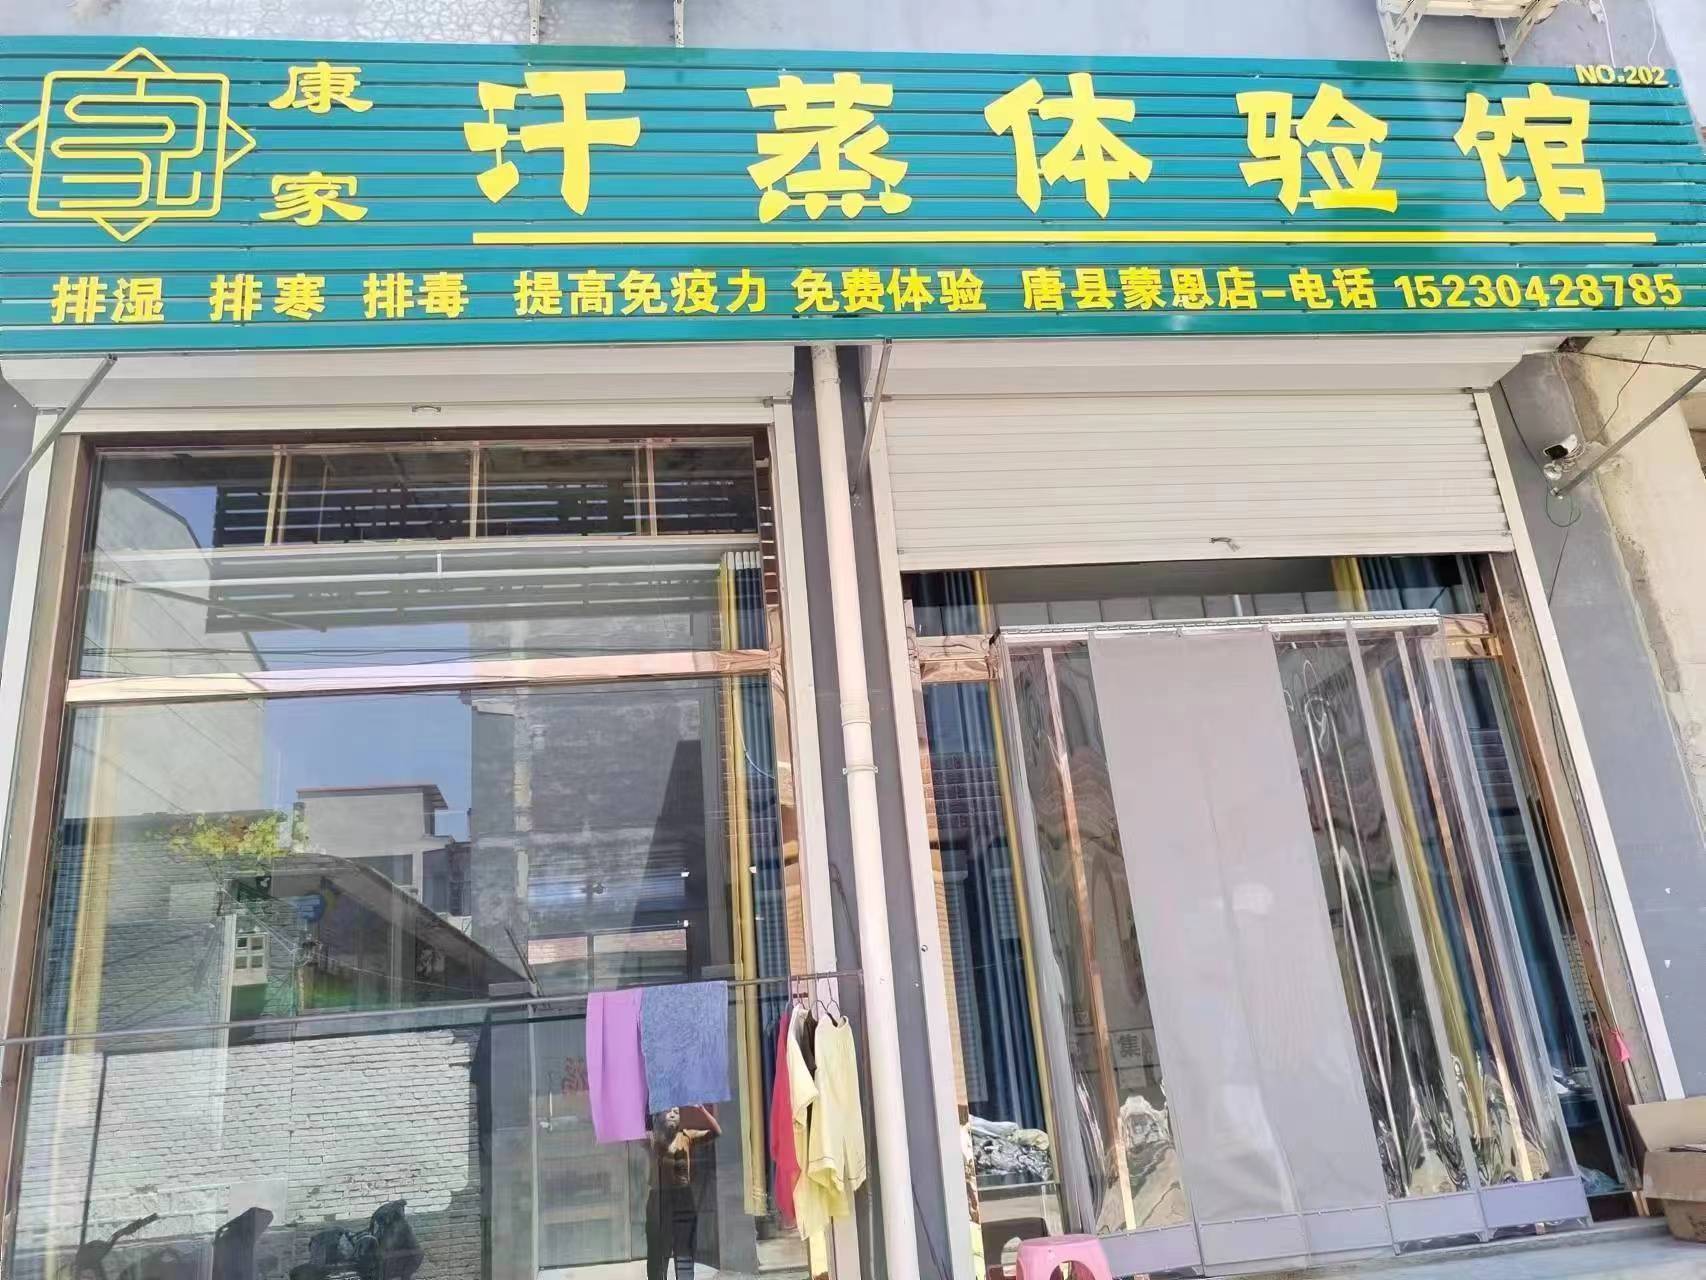 NO.202
康家
汗蒸体验馆
排湿 排寒 排毒 提高免疫力 免费体验 唐县蒙恩店-电话 15230428785
集